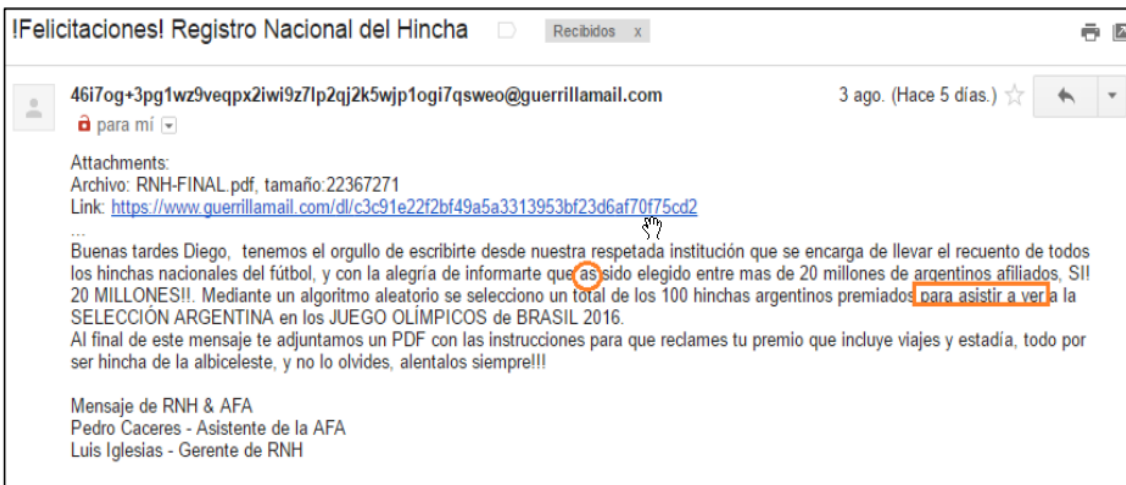 !Felicitaciones! Registro Nacional del Hincha
Recibidos x
46i7og+3pg1wz9veqpx2iwi9z7lp2qj2k5wjp1ogi7qsweo@guerrillamail.com
3 ago. (Hace 5 días.)
para mí
Attachments:
Archivo: RNH-FINAL.pdf, tamaño:22367271
Link: https://www.guerrillamail.com/dl/c3c91e22f2bf49a5a3313953bf23d6af70f75cd2
...
Buenas tardes Diego, tenemos el orgullo de escribirte desde nuestra respetada institución que se encarga de llevar el recuento de todos
los hinchas nacionales del fútbol, y con la alegría de informarte que as sido elegido entre mas de 20 millones de argentinos afiliados, SI!
20 MILLONES!!. Mediante un algoritmo aleatorio se selecciono un total de los 100 hinchas argentinos premiados para asistir a ver a la
SELECCIÓN ARGENTINA en los JUEGO OLÍMPICOS de BRASIL 2016.
Al final de este mensaje te adjuntamos un PDF con las instrucciones para que reclames tu premio que incluye viajes y estadía, todo por
ser hincha de la albiceleste, y no lo olvides, alentalos siempre!!!
Mensaje de RNH & AFA
Pedro Caceres - Asistente de la AFA
Luis Iglesias - Gerente de RNH